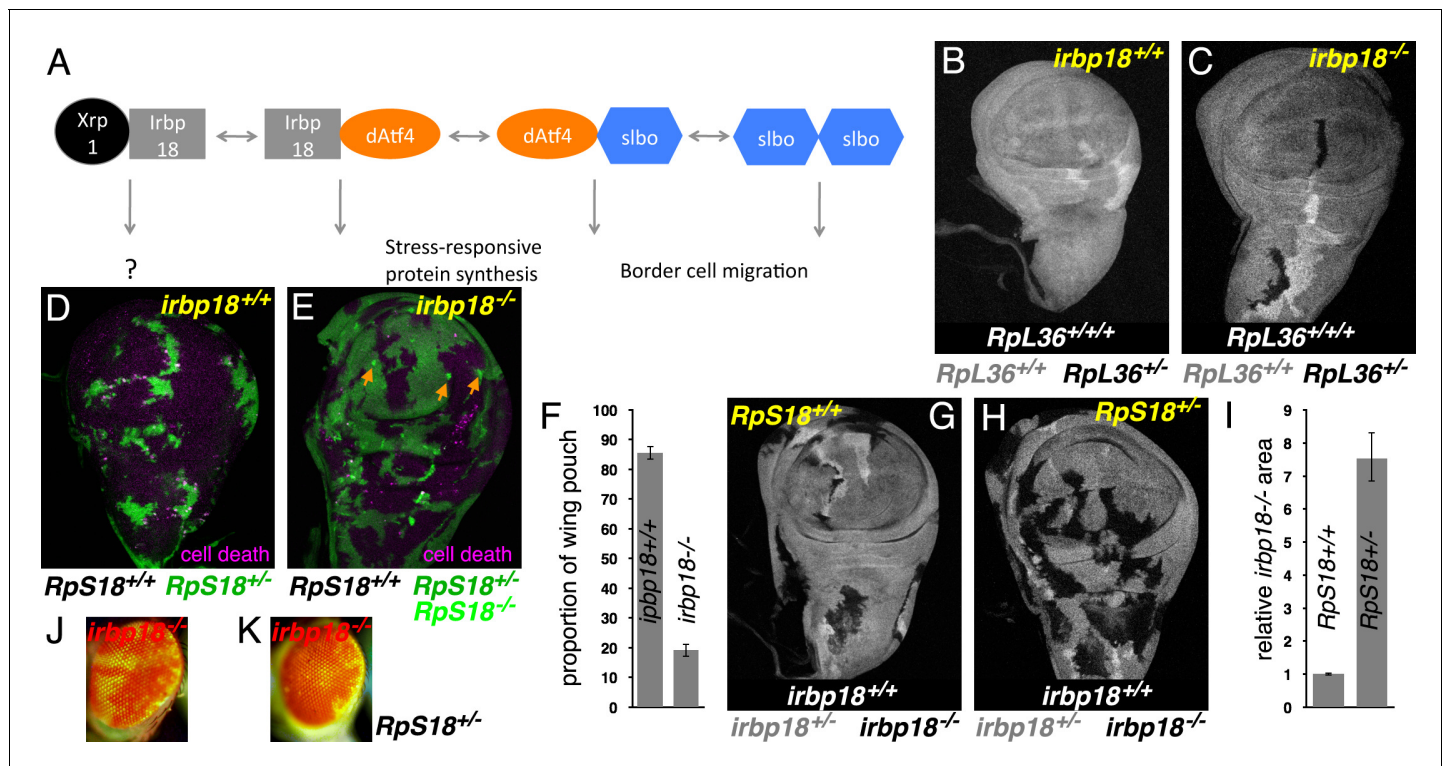 A
Xrp
1
Irbp
18
Irbp
18
dAtf4
dAtf4
slbo
slbo
slbo
?
Stress-responsive
protein synthesis
Border cell migration
B
irbp18+/+
RpL36+/+/+
RpL36+/+ RpL36+/-
C
irbp18-/-
RpL36+/+/+
RpL36+/+ RpL36+/-
D
irbp18+/+
cell death
RpS18+/+ RpS18+/-
E
irbp18-/-
cell death
RpS18+/+ RpS18+/-
RpS18-/-
F
proportion of wing pouch
100
90
80
70
60
50
40
30
20
10
0
ipbp18+/+
irbp18-/-
RpS18+/+
G
irbp18+/+
irbp18+/- irbp18-/-
H
RpS18+/-
irbp18+/+
irbp18+/- irbp18-/-
I
relative irbp18-/- area
9
8
7
6
5
4
3
2
1
0
RpS18+/+
RpS18+/-
J
irbp18-/-
K
irbp18-/-
RpS18+/-